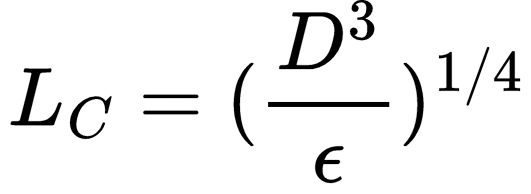 L_C = (\frac{D^3}{\epsilon})^{1/4}